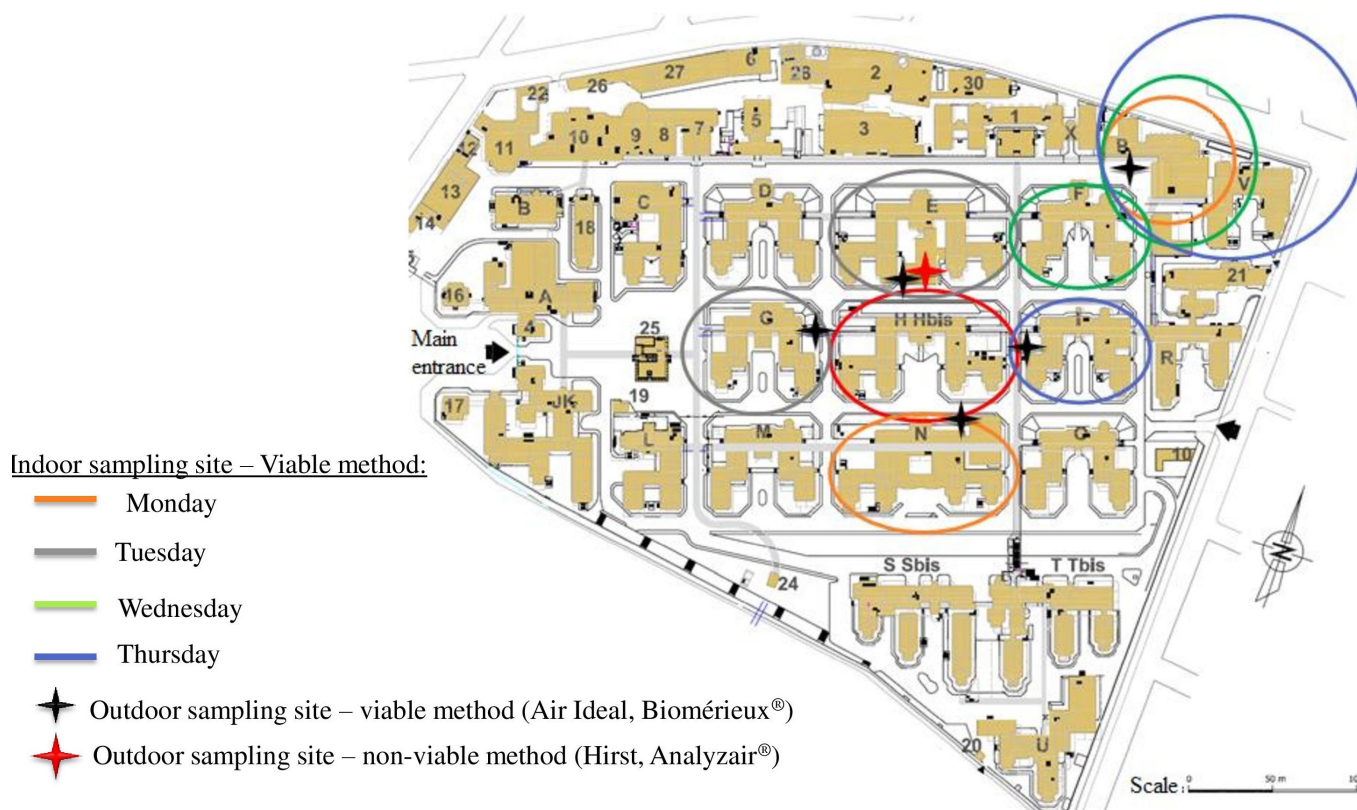 6
27
26
28
2
30
22
10
9
8
7
5
3
1
X
B
11
12
13
14
B
18
C
D
E
F
V
21
16
A
4
25
G
H Hbis
I
R
Main
entrance
17
JK
19
L
M
N
O
10
Indoor sampling site – Viable method:
Monday
Tuesday
Wednesday
Thursday
Outdoor sampling site – viable method (Air Ideal, Biomérieux®)
Outdoor sampling site – non-viable method (Hirst, Analyzair®)
24
S Sbis
T Tbis
N
20
U
Scale :
0
50 m